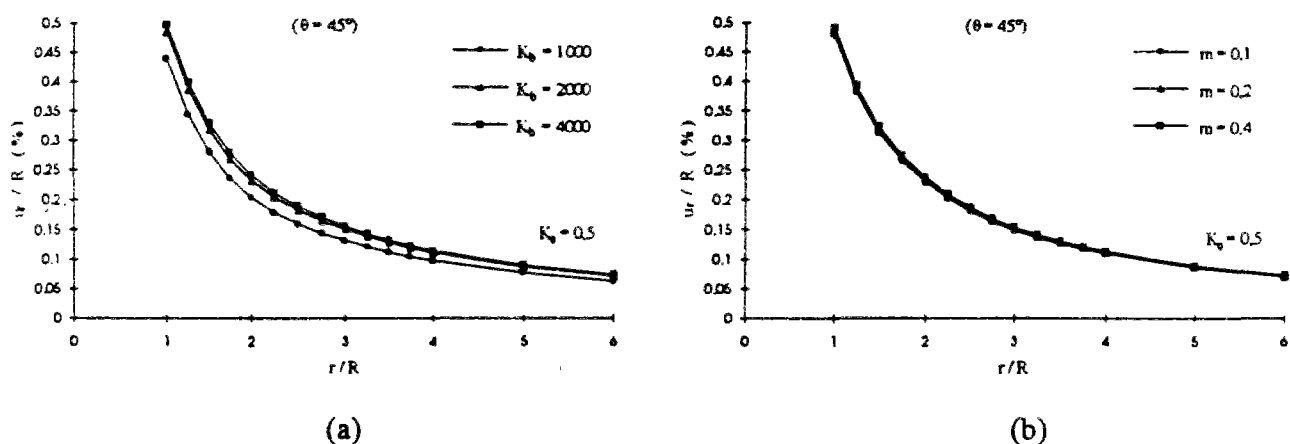 (θ = 45°)
K_b = 1000
K_b = 2000
K_b = 4000
u_r / R (%)
0.5
0.45
0.4
0.35
0.3
0.25
0.2
0.15
0.1
0.05
0
K_0 = 0.5
0 1 2 3 4 5 6
r/R
(a)
(θ = 45°)
m = 0.1
m = 0.2
m = 0.4
u_r / R (%)
0.5
0.45
0.4
0.35
0.3
0.25
0.2
0.15
0.1
0.05
0
K_0 = 0.5
0 1 2 3 4 5 6
r/R
(b)